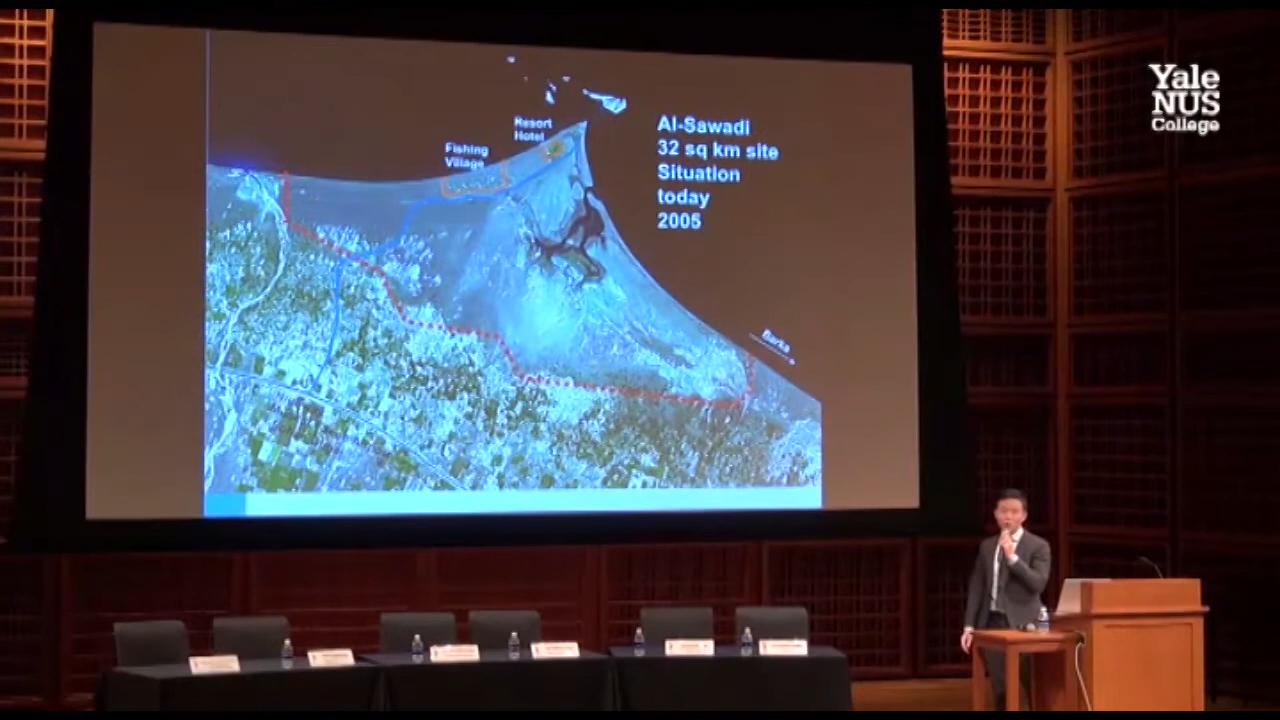 Resort
Hotel
Fishing
Village
Al-Sawadi
32 sq km site
Situation
today
2005
Barka
Yale
NUS
College